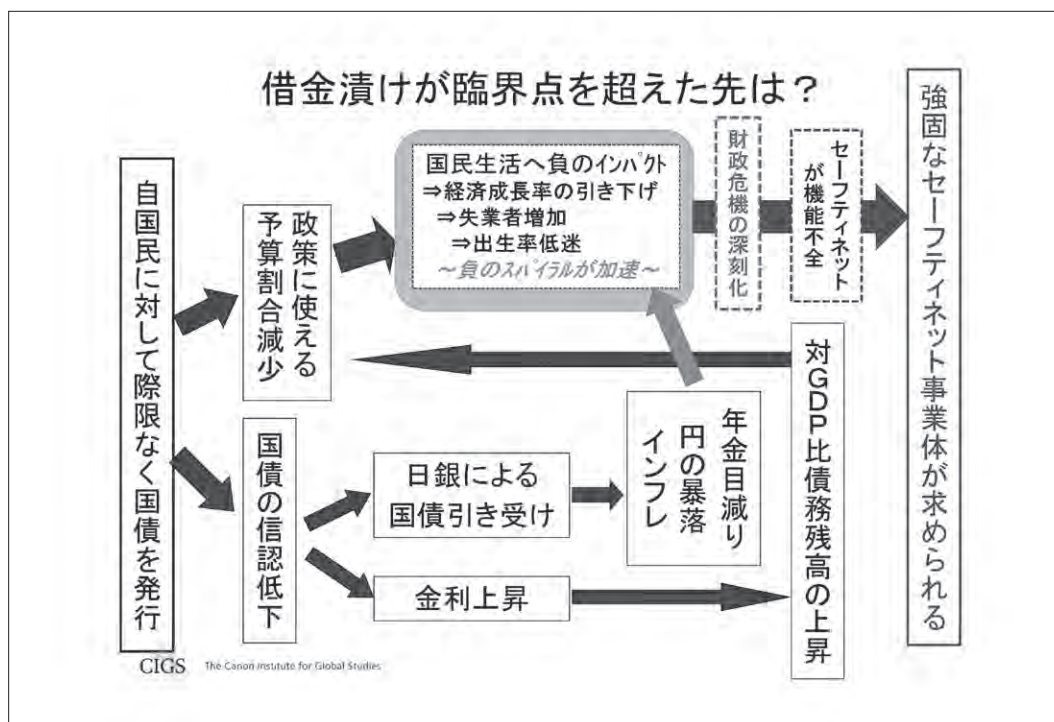 借金漬けが臨界点を超えた先は？
自国民に対して際限なく国債を発行
政策に使える
予算割合減少
国民生活へ負のインパクト
⇒経済成長率の引き下げ
⇒失業者増加
⇒出生率低迷
～負のスパイラルが加速～
財政危機の深刻化
セーフティネット
が機能不全
強固なセーフティネット事業体が求められる
国債の信認低下
日銀による
国債引き受け
金利上昇
年金目減り
円の暴落
インフレ
対GDP比債務残高の上昇
CIGS The Canon Institute for Global Studies